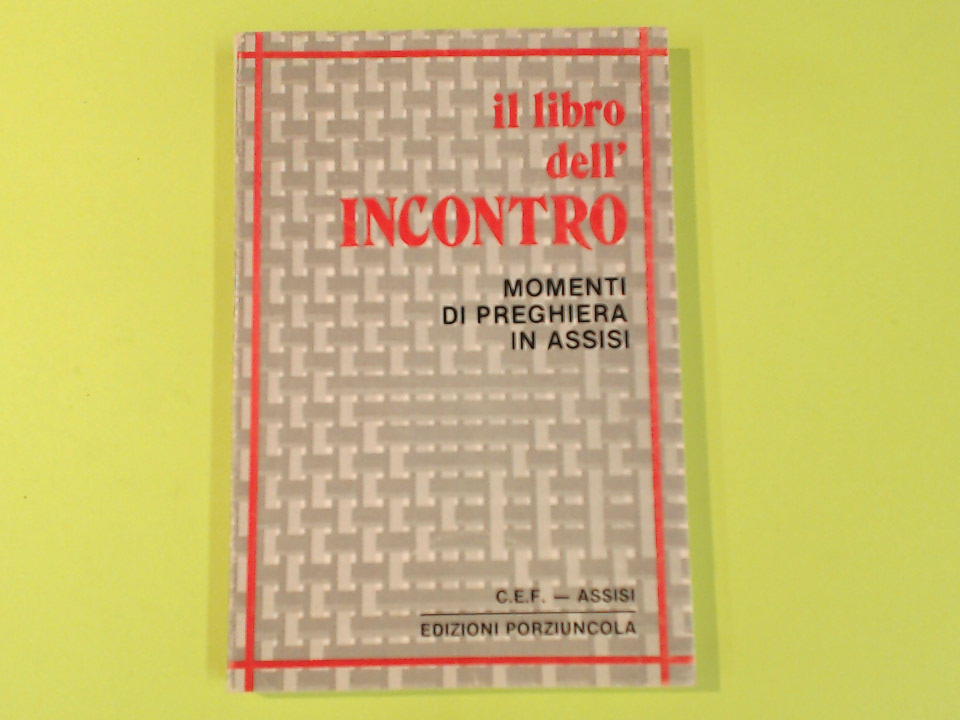 il libro
dell'
INCONTRO
MOMENTI
DI PREGHIERA
IN ASSISI
C.E.F. — ASSISI
EDIZIONI PORZIUNCOLA